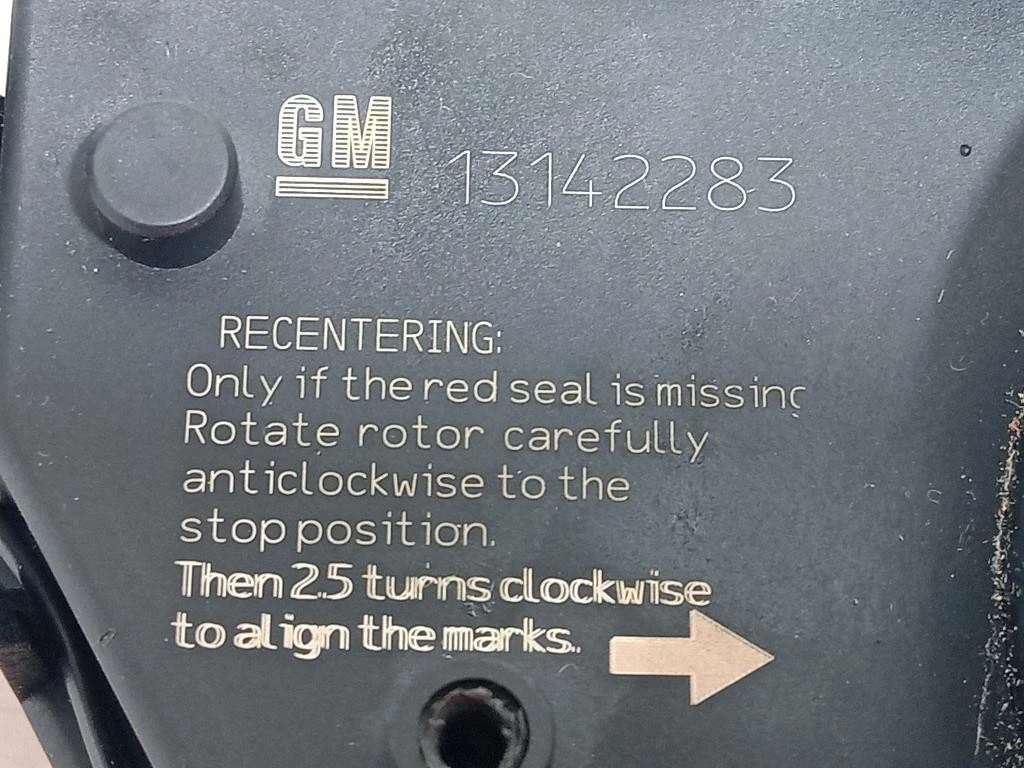 GM 13142283
RECENTERING:
Only if the red seal is missing
Rotate rotor carefully
anticlockwise to the
stop position.
Then 2.5 turns clockwise
to align the marks.